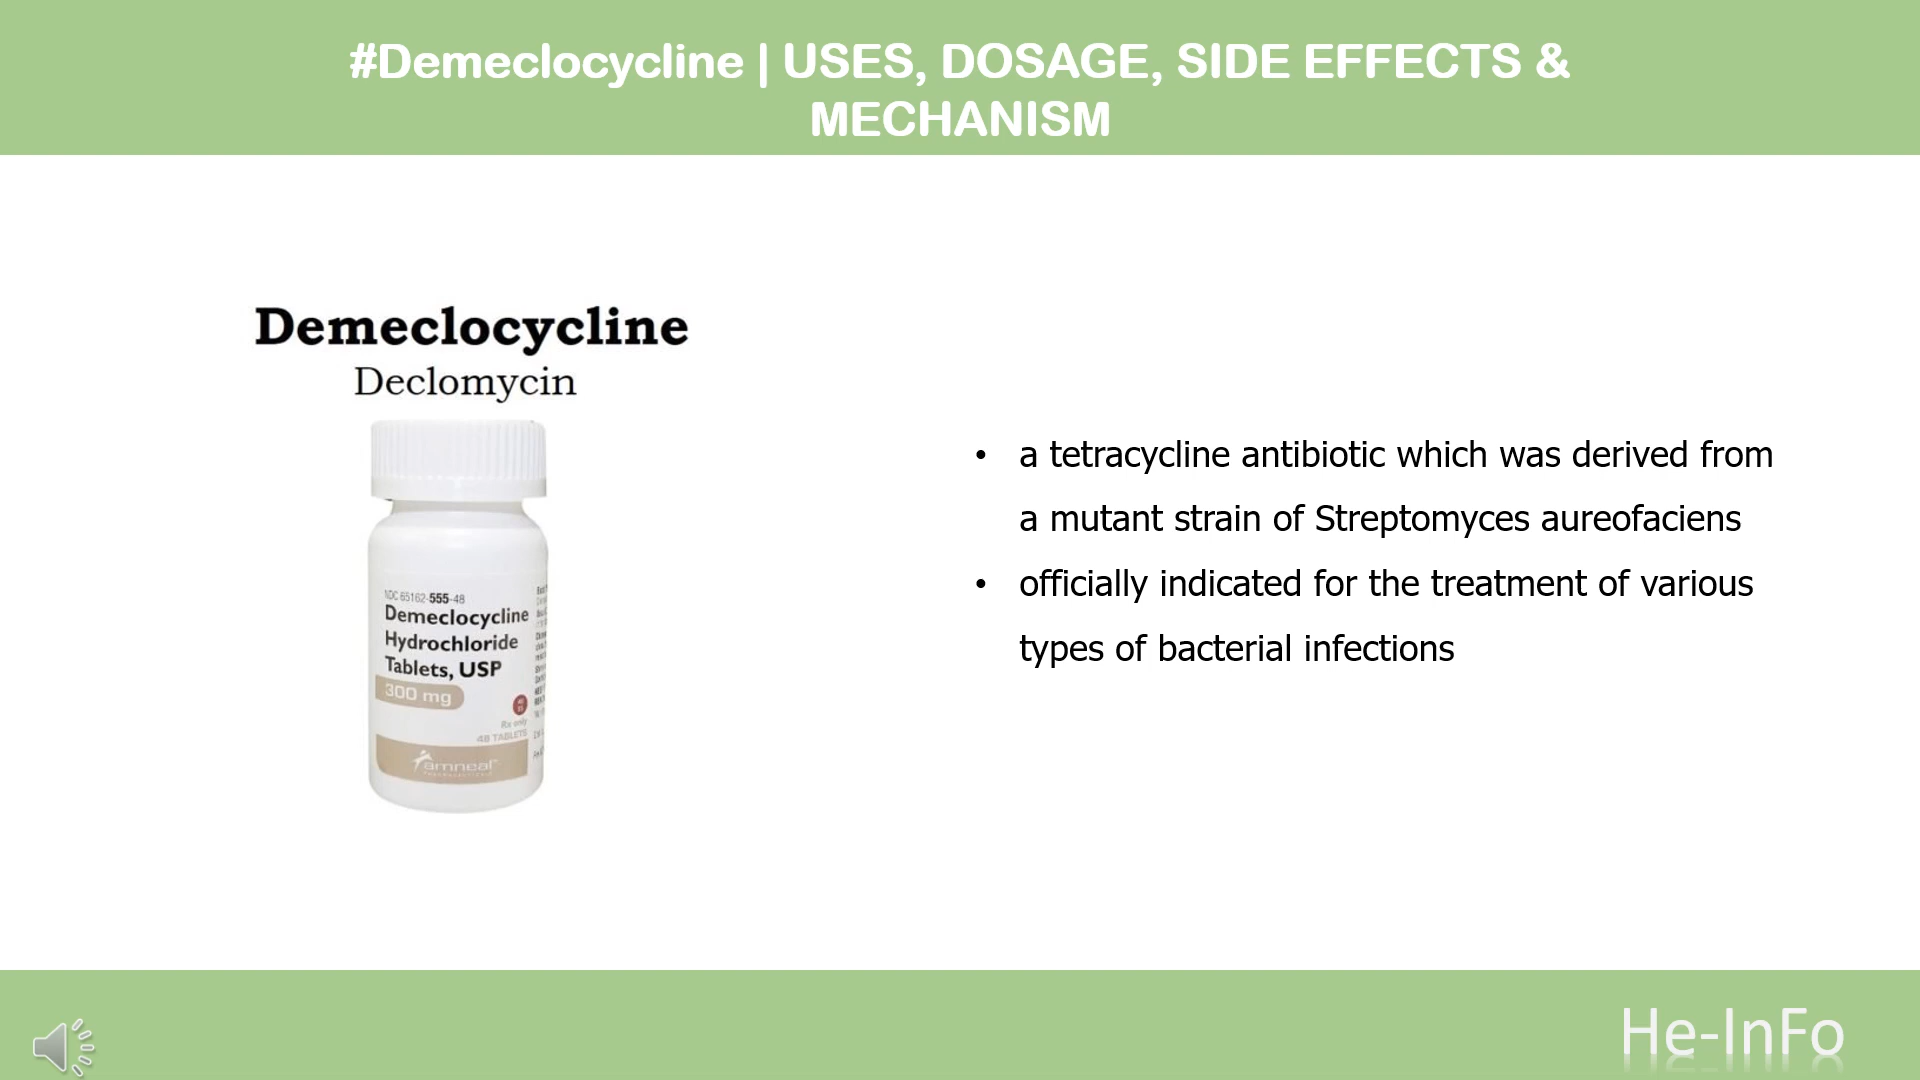 #Demeclocycline | USES, DOSAGE, SIDE EFFECTS &
MECHANISM
Demeclocycline
Declomycin
NDC 65162-555-48
Demeclocycline
Hydrochloride
Tablets, USP
300 mg
Rx only
48 TABLETS
amneal
• a tetracycline antibiotic which was derived from
a mutant strain of Streptomyces aureofaciens
• officially indicated for the treatment of various
types of bacterial infections
He-InFo